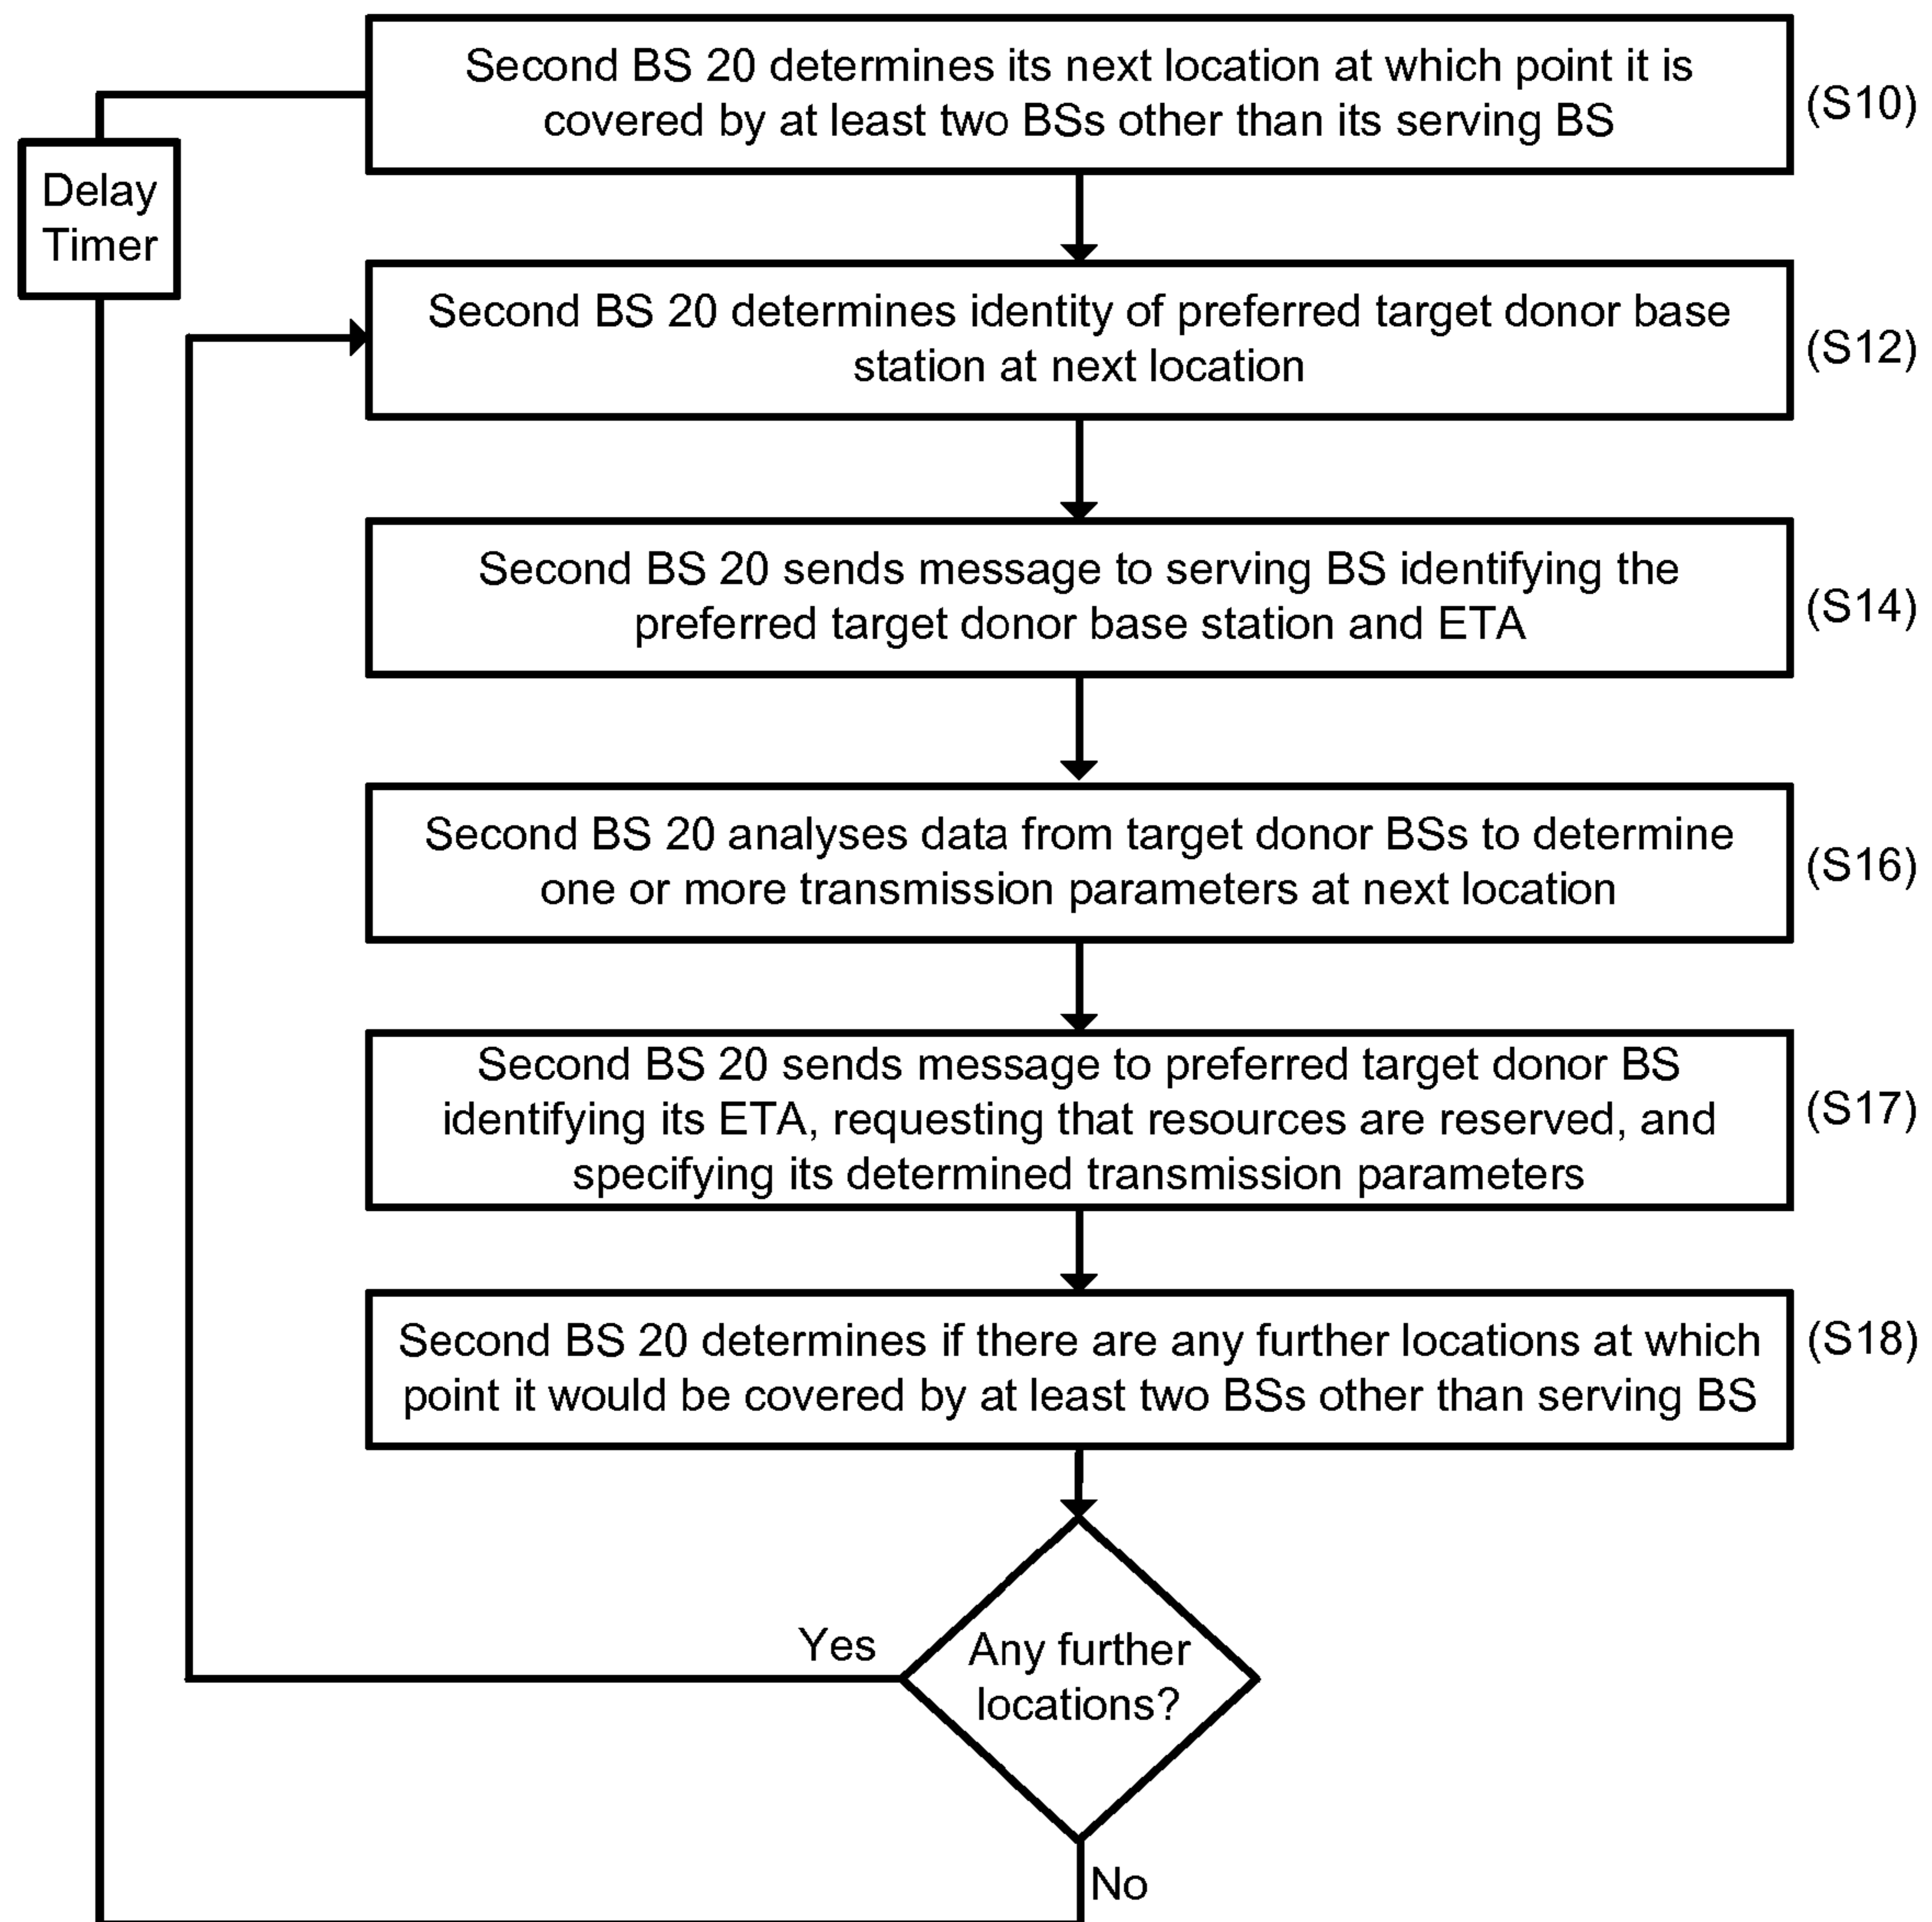 Second BS 20 determines its next location at which point it is
covered by at least two BSs other than its serving BS
(S10)
Delay
Timer
Second BS 20 determines identity of preferred target donor base
station at next location
(S12)
Second BS 20 sends message to serving BS identifying the
preferred target donor base station and ETA
(S14)
Second BS 20 analyses data from target donor BSs to determine
one or more transmission parameters at next location
(S16)
Second BS 20 sends message to preferred target donor BS
identifying its ETA, requesting that resources are reserved, and
specifying its determined transmission parameters
(S17)
Second BS 20 determines if there are any further locations at which
point it would be covered by at least two BSs other than serving BS
(S18)
Yes
Any further
locations?
No